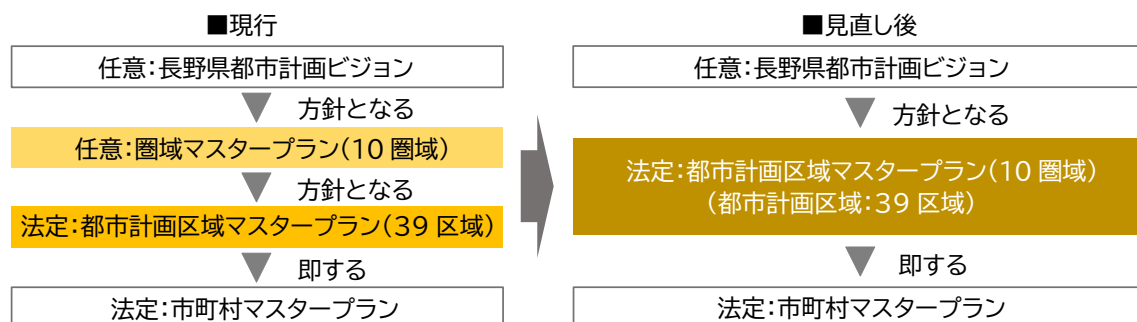 ■現行
任意：長野県都市計画ビジョン
方針となる
任意：圏域マスタープラン（10 圏域）
方針となる
法定：都市計画区域マスタープラン（39 区域）
即する
法定：市町村マスタープラン
■見直し後
任意：長野県都市計画ビジョン
方針となる
法定：都市計画区域マスタープラン（10 圏域）
（都市計画区域：39 区域）
即する
法定：市町村マスタープラン